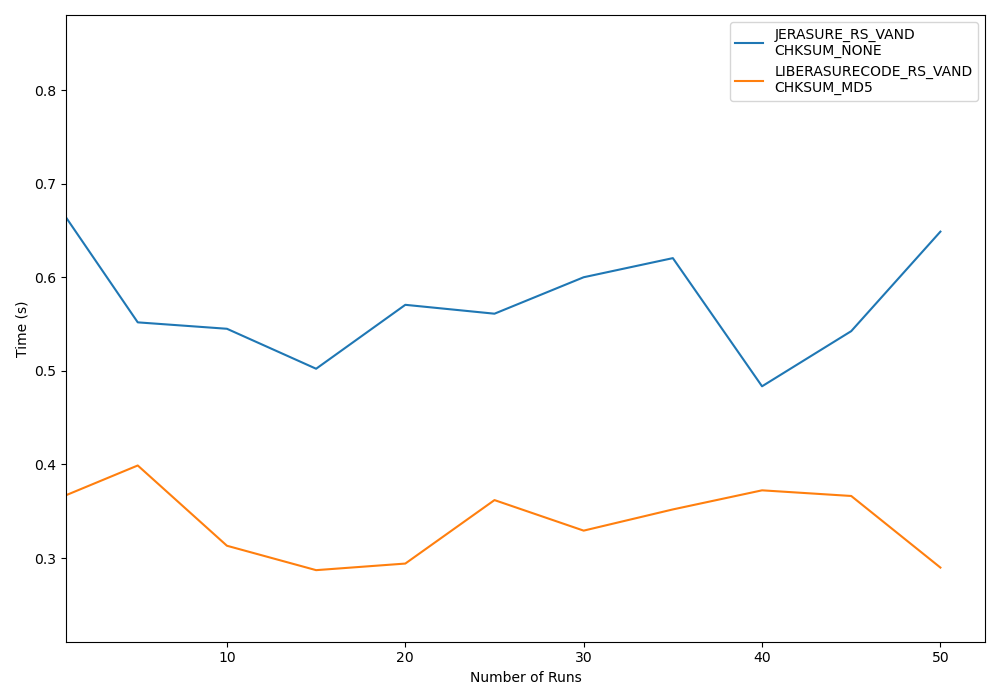 JERASURE_RS_VAND
CHKSUM_NONE
LIBERASURECODE_RS_VAND
CHKSUM_MD5
0.8
0.7
0.6
0.5
0.4
0.3
Time (s)
10 20 30 40 50
Number of Runs